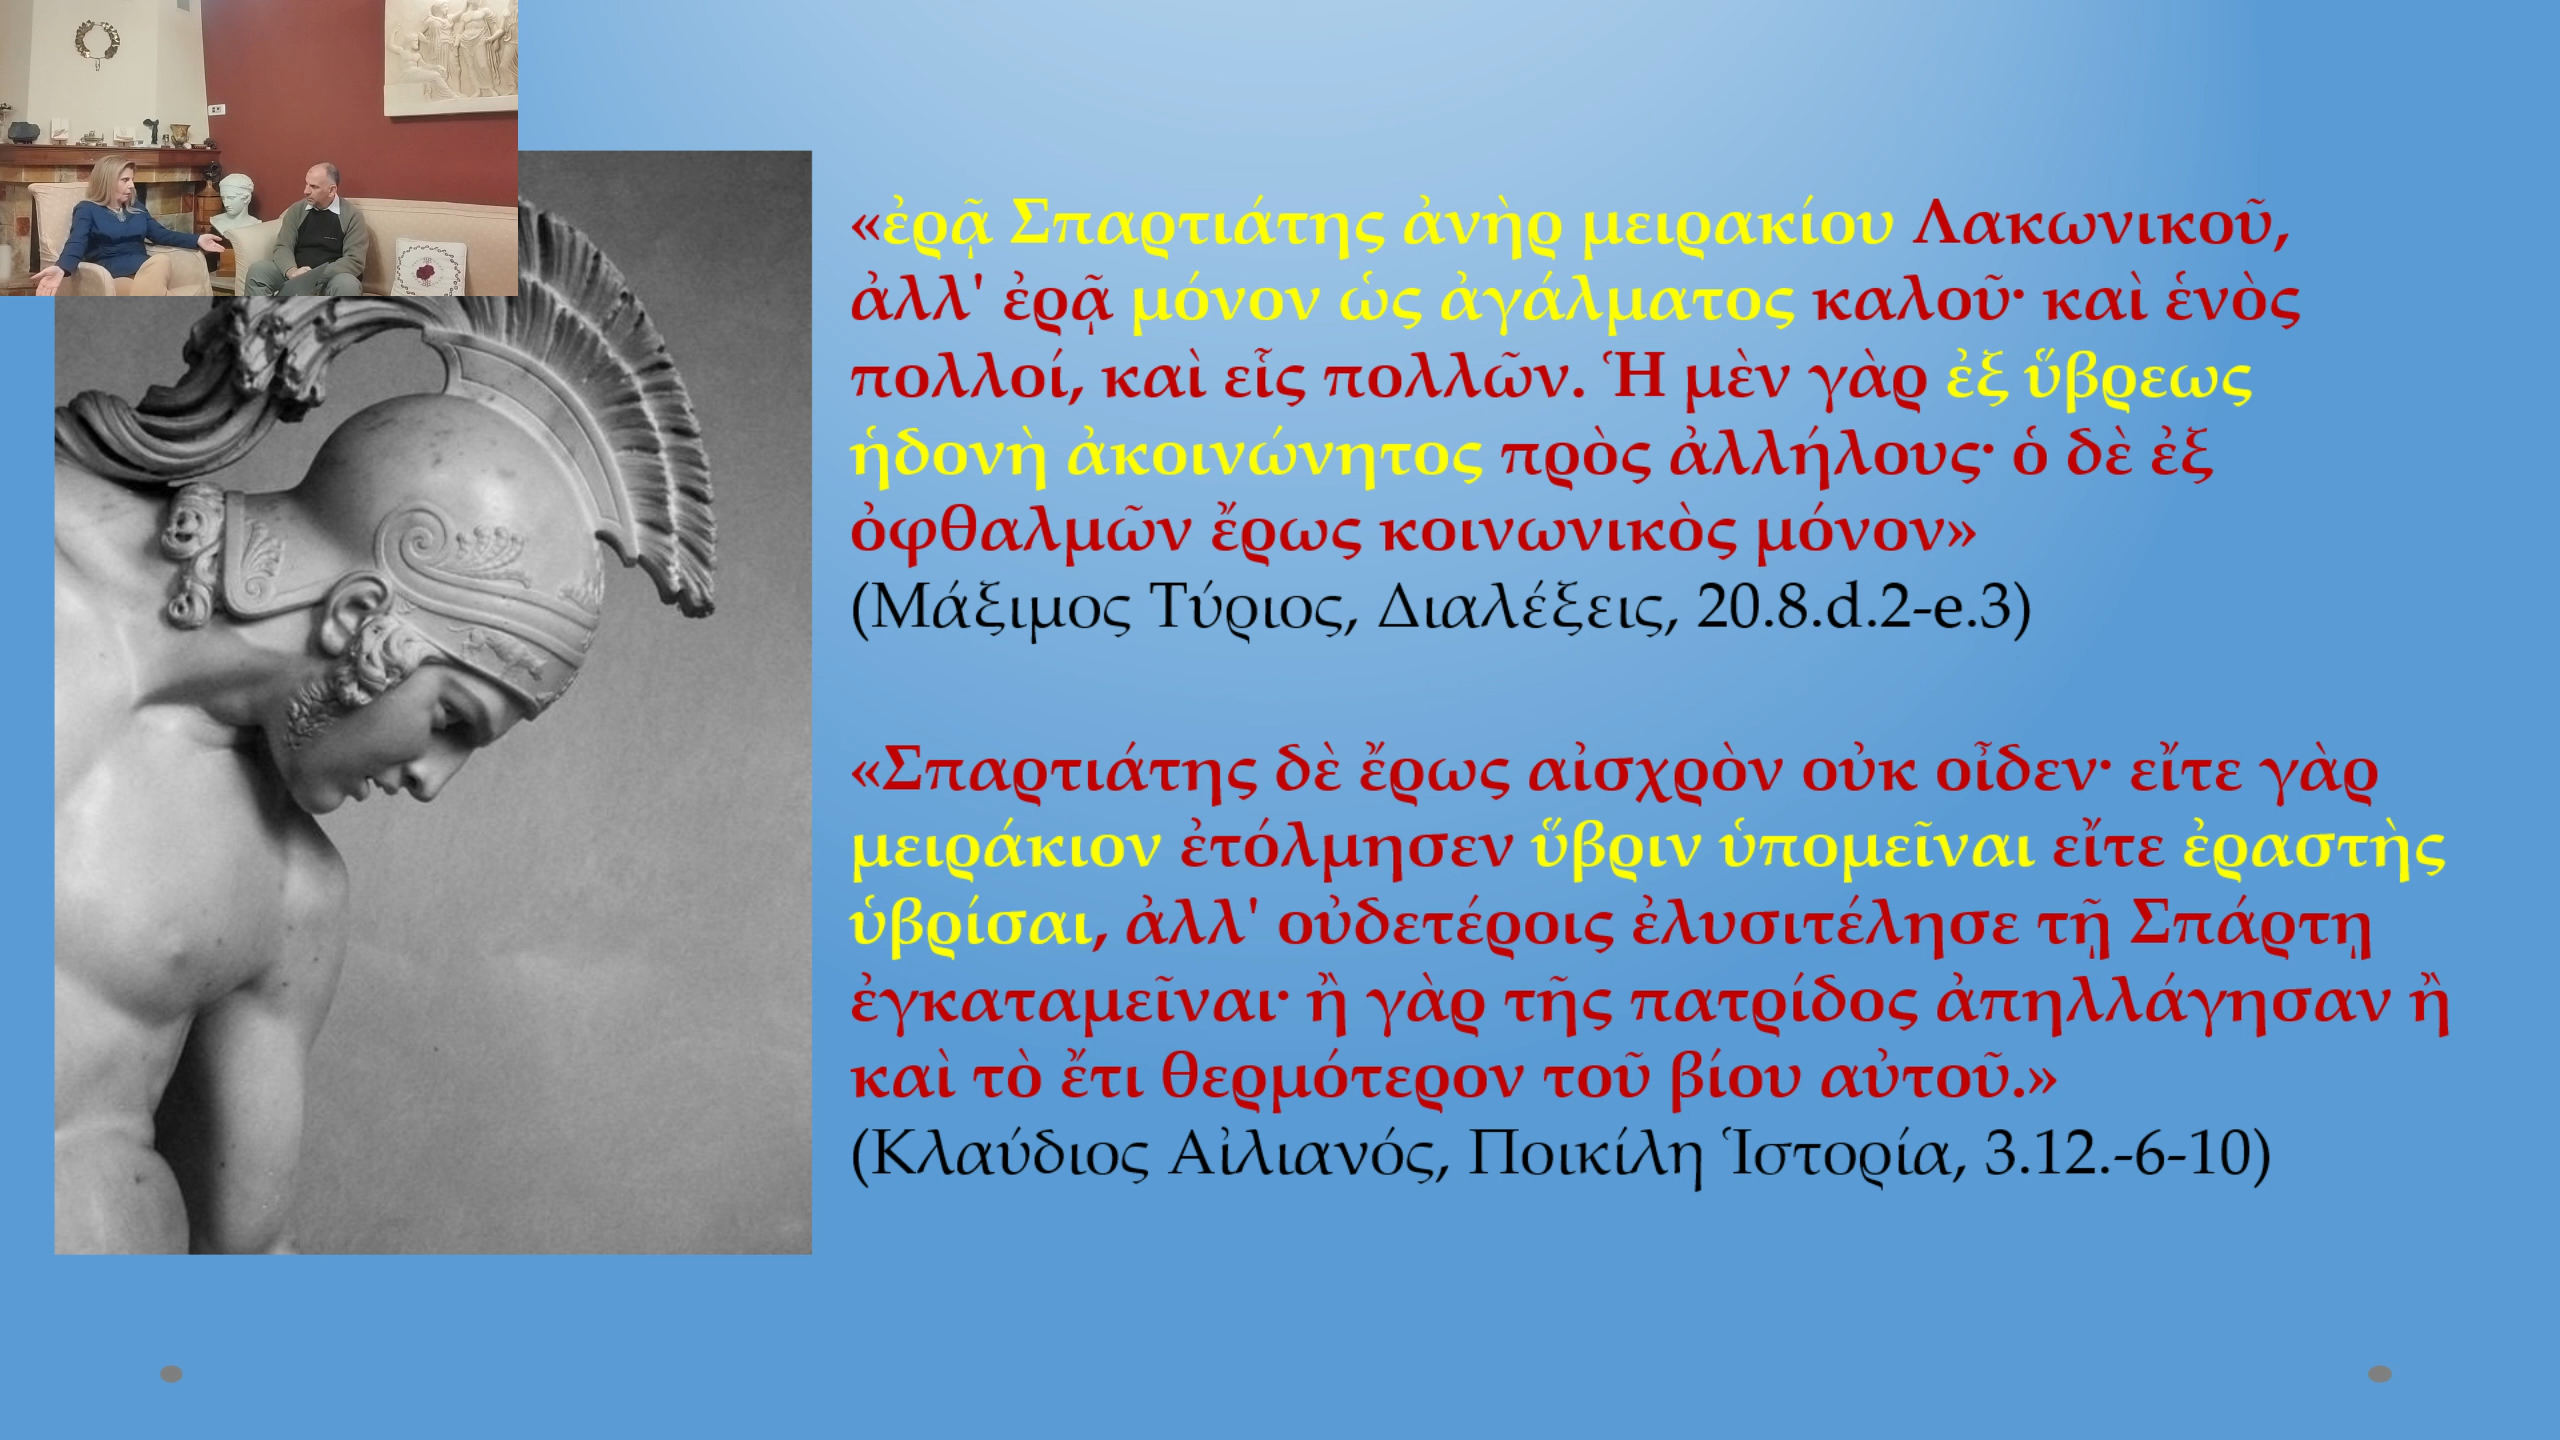 «ἐρᾷ Σπαρτιάτης ἀνὴρ μειρακίου Λακωνικοῦ,
ἀλλ' ἐρᾷ μόνον ὡς ἀγάλματος καλοῦ· καὶ ἑνὸς
πολλοί, καὶ εἷς πολλῶν. Ἡ μὲν γὰρ ἐξ ὕβρεως
ἡδονὴ ἀκοινώνητος πρὸς ἀλλήλους· ὁ δὲ ἐξ
ὀφθαλμῶν ἔρως κοινωνικὸς μόνον»
(Μάξιμος Τύριος, Διαλέξεις, 20.8.d.2-e.3)
«Σπαρτιάτης δὲ ἔρως αἰσχρὸν οὐκ οἶδεν· εἴτε γὰρ
μειράκιον ἐτόλμησεν ὕβριν ὑπομεῖναι εἴτε ἐραστὴς
ὑβρίσαι, ἀλλ' οὐδετέροις ἐλυσιτέλησε τῇ Σπάρτῃ
ἐγκαταμεῖναι· ἢ γὰρ τῆς πατρίδος ἀπηλλάγησαν ἢ
καὶ τὸ ἔτι θερμότερον τοῦ βίου αὐτοῦ.»
(Κλαύδιος Αἰλιανός, Ποικίλη Ἱστορία, 3.12.-6-10)